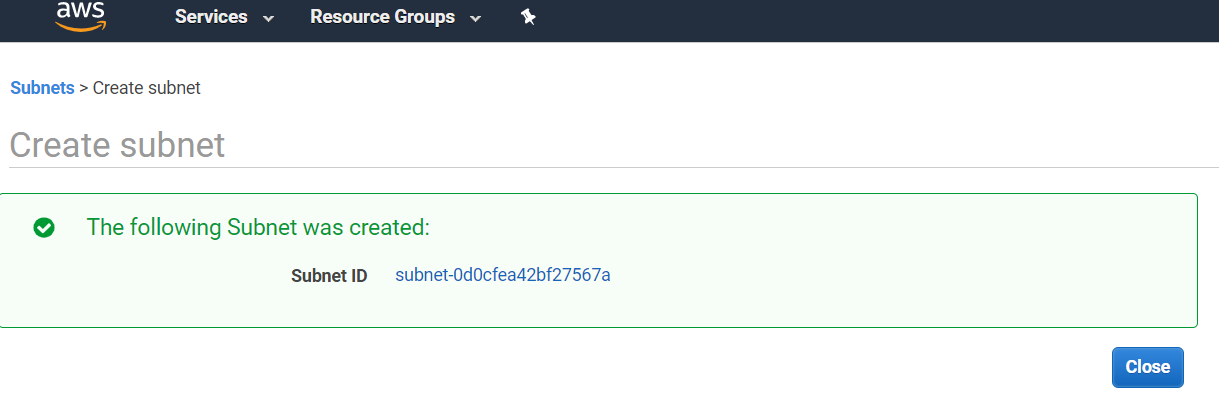 aws Services Resource Groups
Subnets > Create subnet
Create subnet
The following Subnet was created:
Subnet ID subnet-0d0cfea42bf27567a
Close